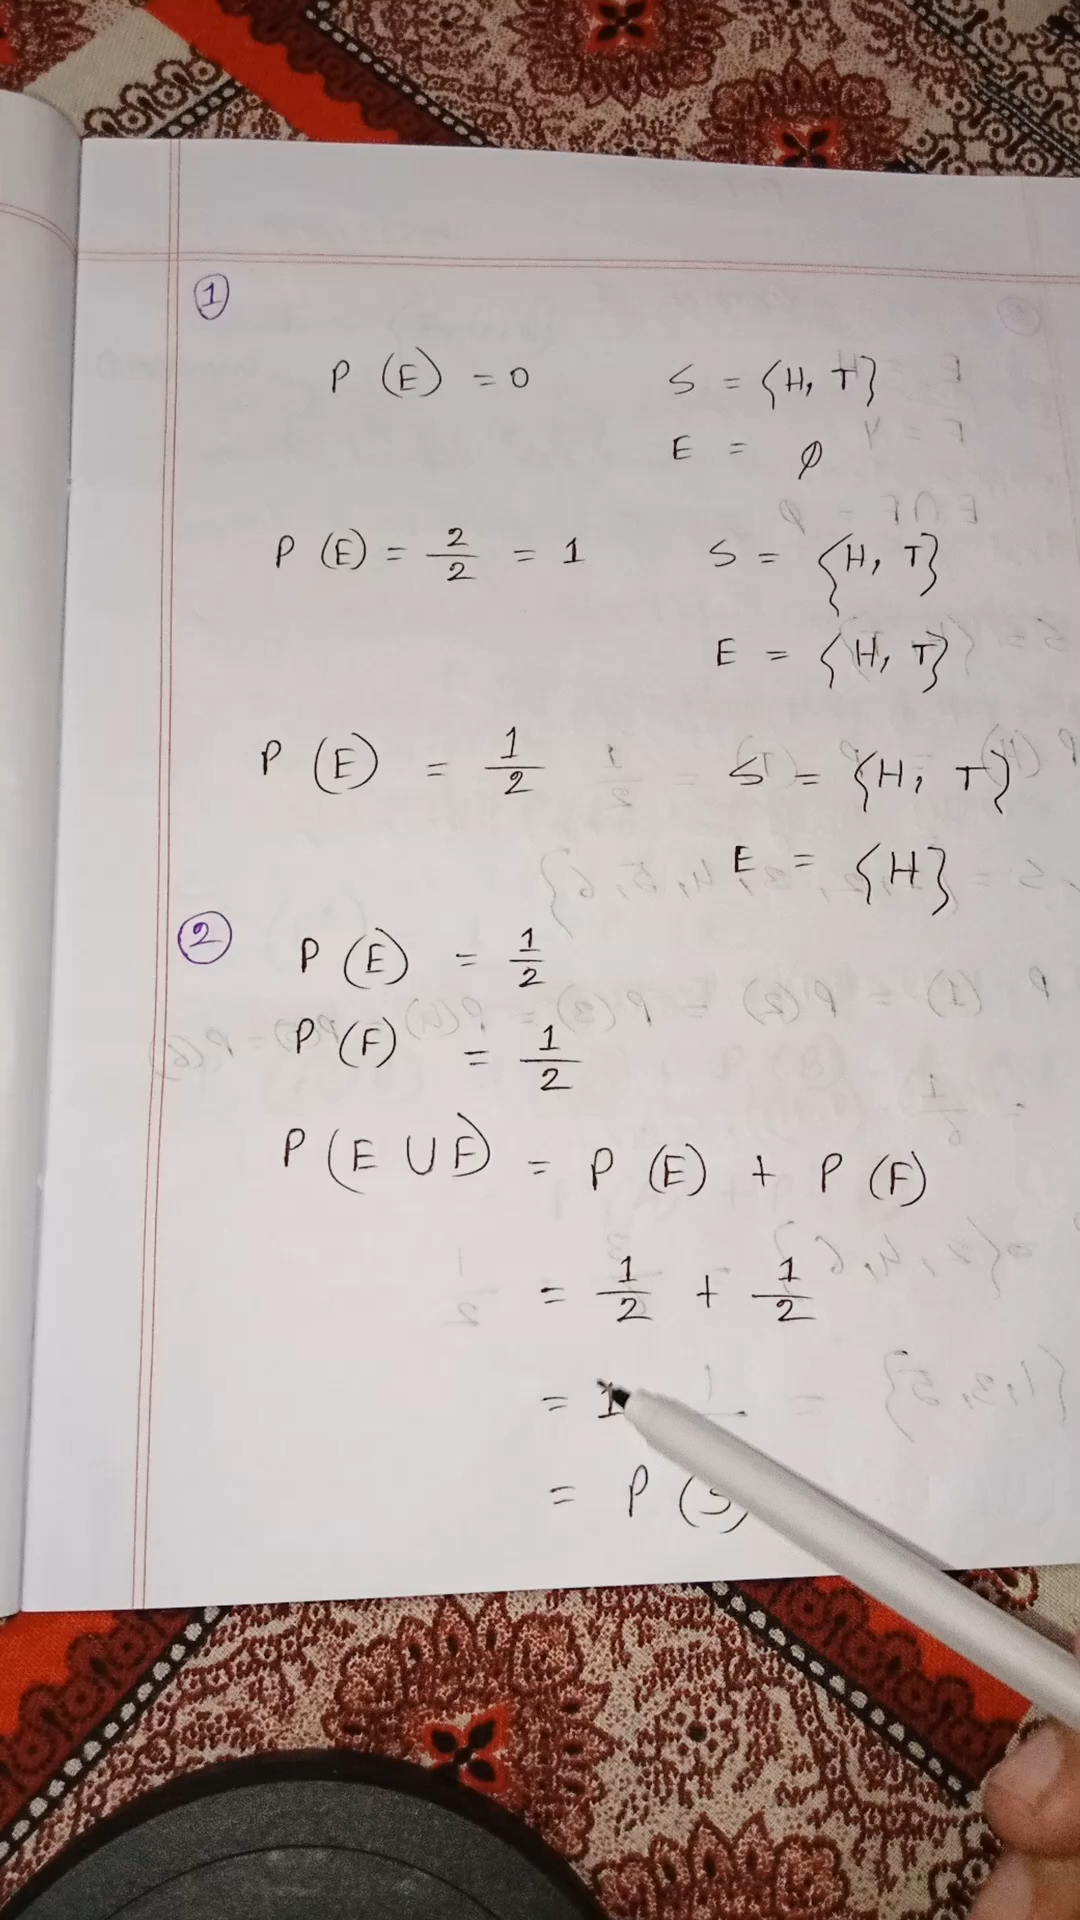 1
P (E) = 0 S = {H, T}
E = ∅
P (E) = 2/2 = 1 S = {H, T}
E = {H, T}
P (E) = 1/2 S = {H, T}
E = {H}
2 P (E) = 1/2
P (F) = 1/2
P (E ∪ F) = P (E) + P (F)
= 1/2 + 1/2
= 1
= P (S)